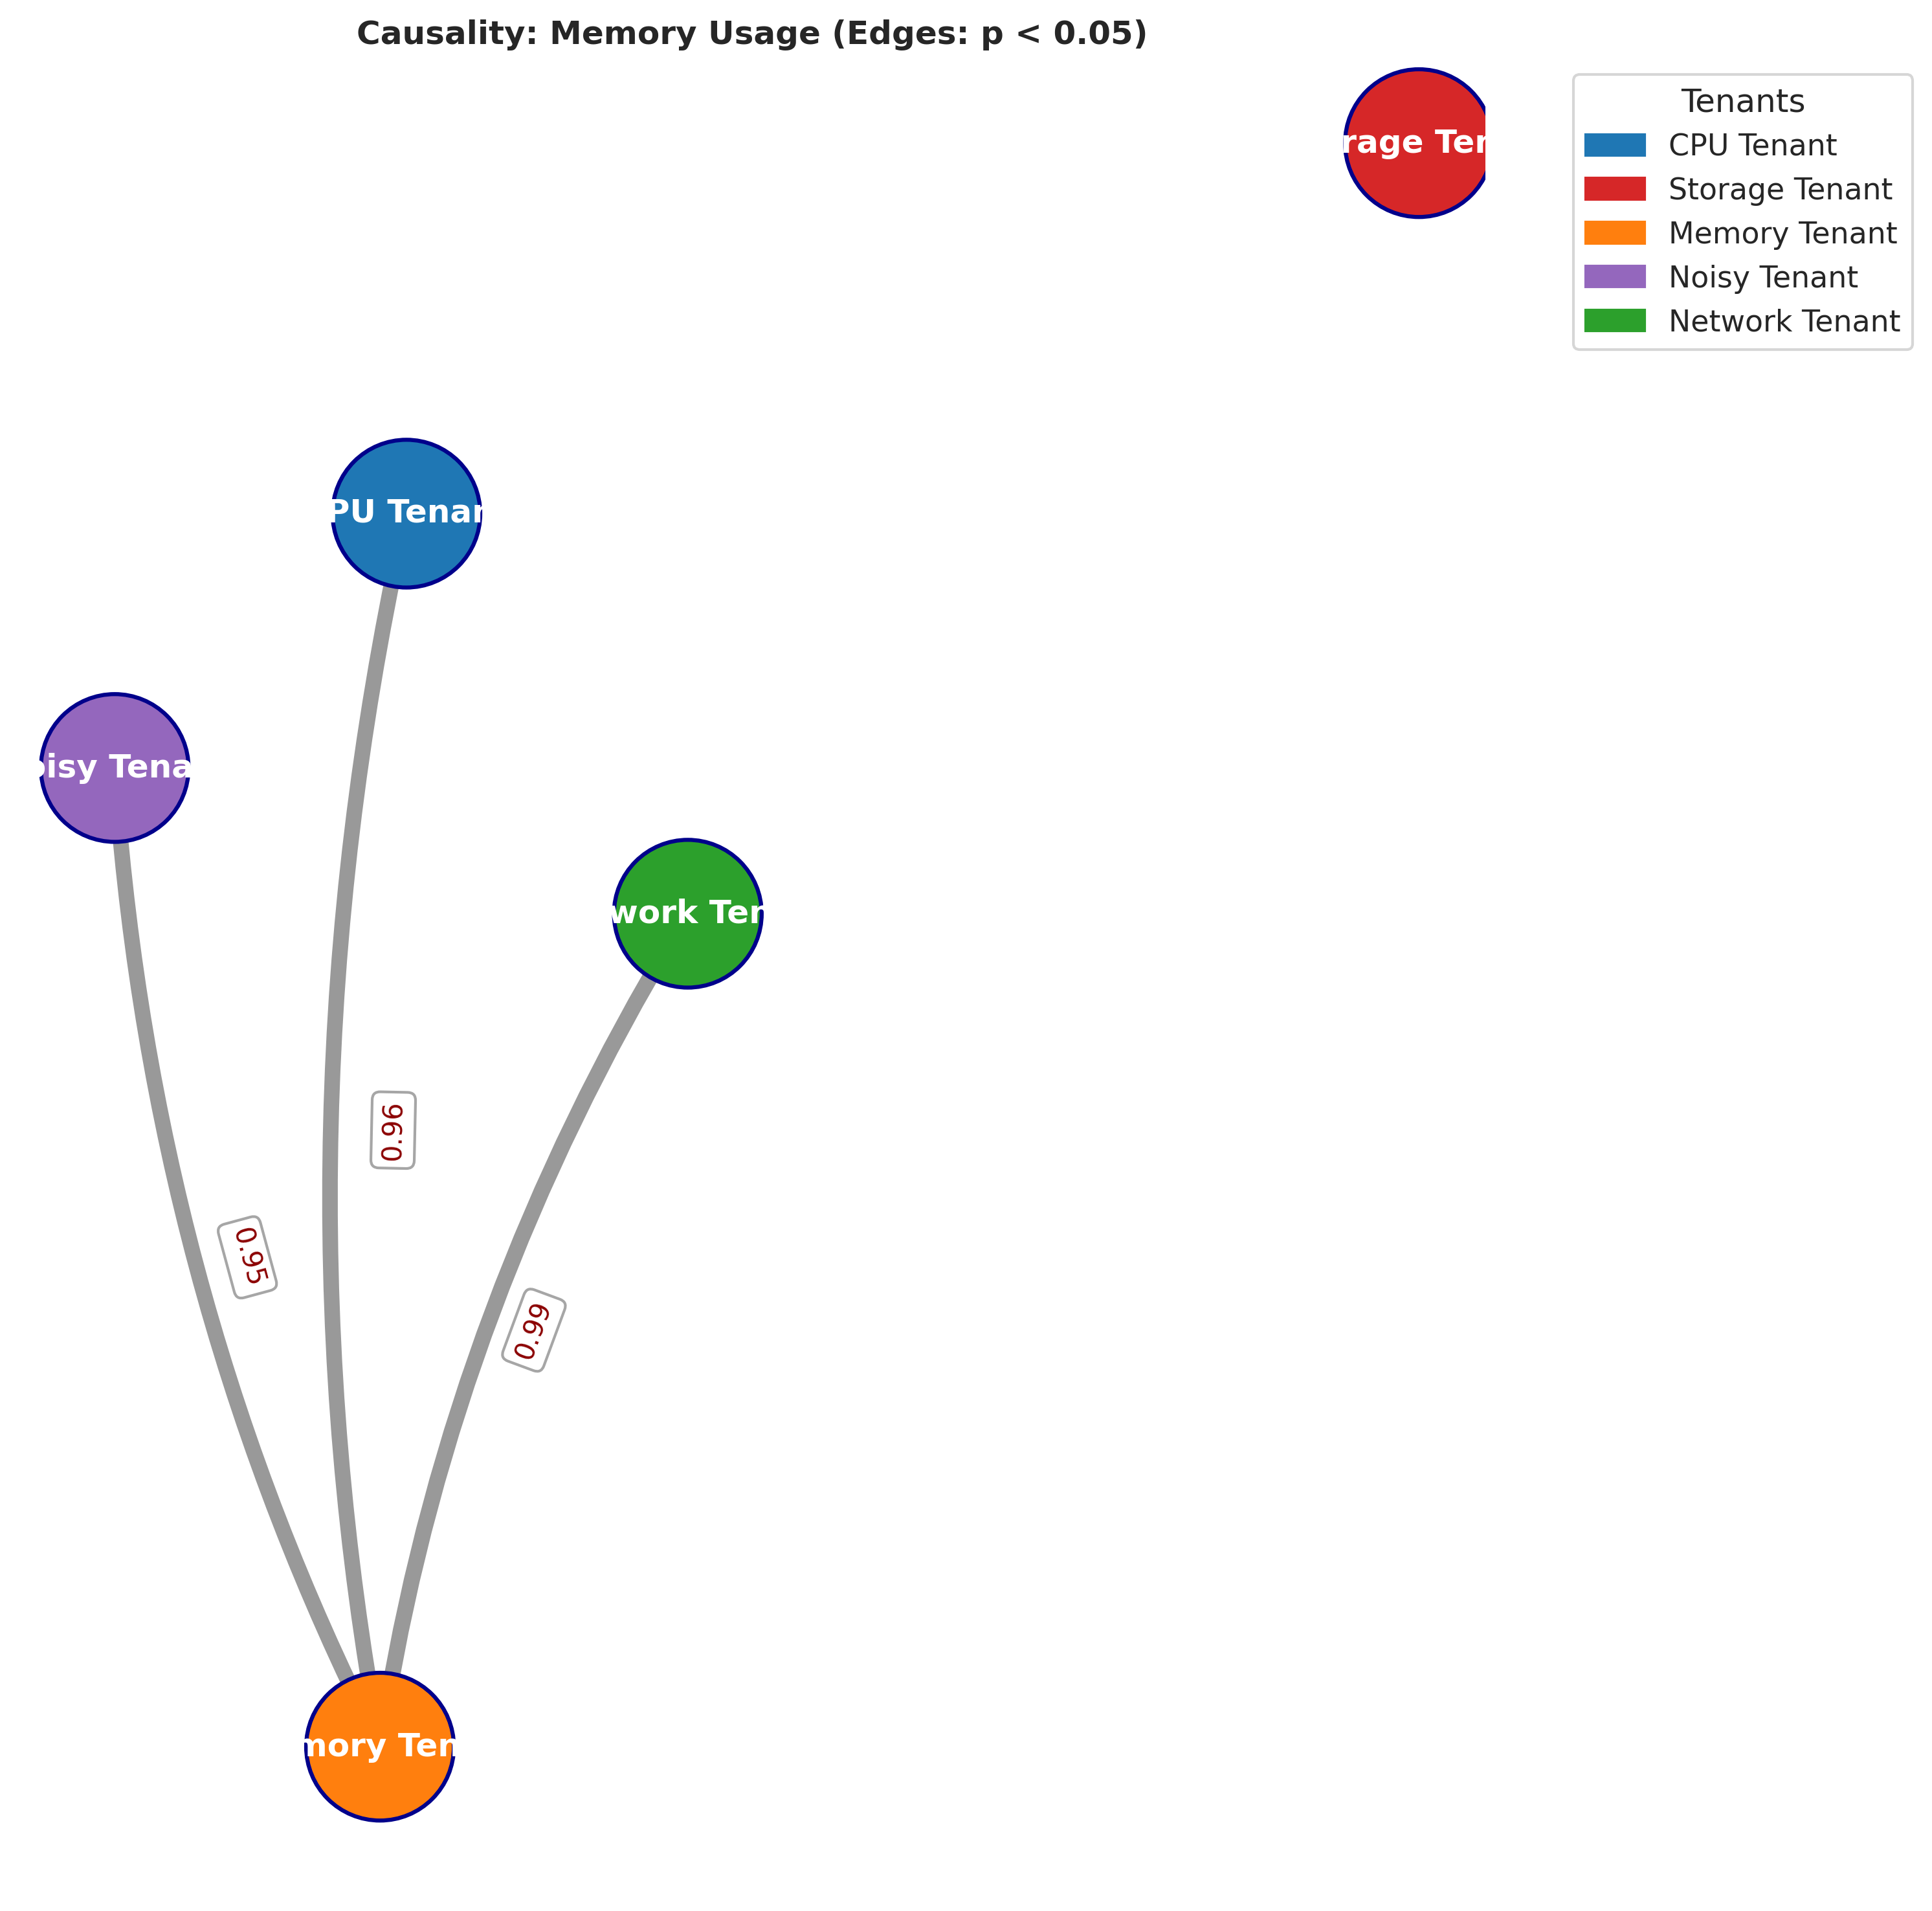 Causality: Memory Usage (Edges: p < 0.05)
rage Ten
Tenants
CPU Tenant
Storage Tenant
Memory Tenant
Noisy Tenant
Network Tenant
PU Tenan
oisy Tena
work Ten
0.96
0.95
0.99
mory Ten